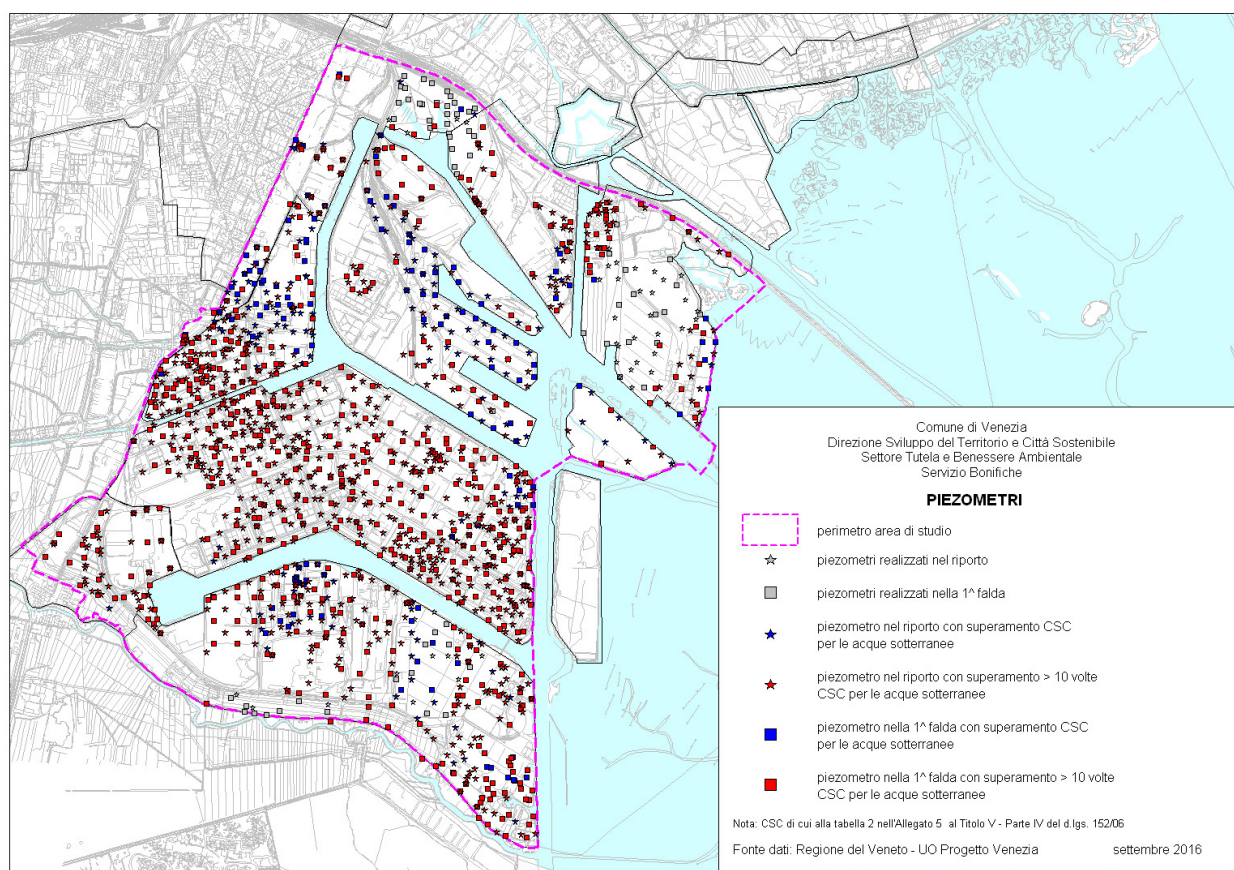 Comune di Venezia
Direzione Sviluppo del Territorio e Città Sostenibile
Settore Tutela e Benessere Ambientale
Servizio Bonifiche
PIEZOMETRI
perimetro area di studio
piezometri realizzati nel riporto
piezometri realizzati nella 1^ falda
piezometro nel riporto con superamento CSC
per le acque sotterranee
piezometro nel riporto con superamento > 10 volte
CSC per le acque sotterranee
piezometro nella 1^ falda con superamento CSC
per le acque sotterranee
piezometro nella 1^ falda con superamento > 10 volte
CSC per le acque sotterranee
Nota: CSC di cui alla tabella 2 nell'Allegato 5 al Titolo V - Parte IV del d.lgs. 152/06
Fonte dati: Regione del Veneto - UO Progetto Venezia settembre 2016